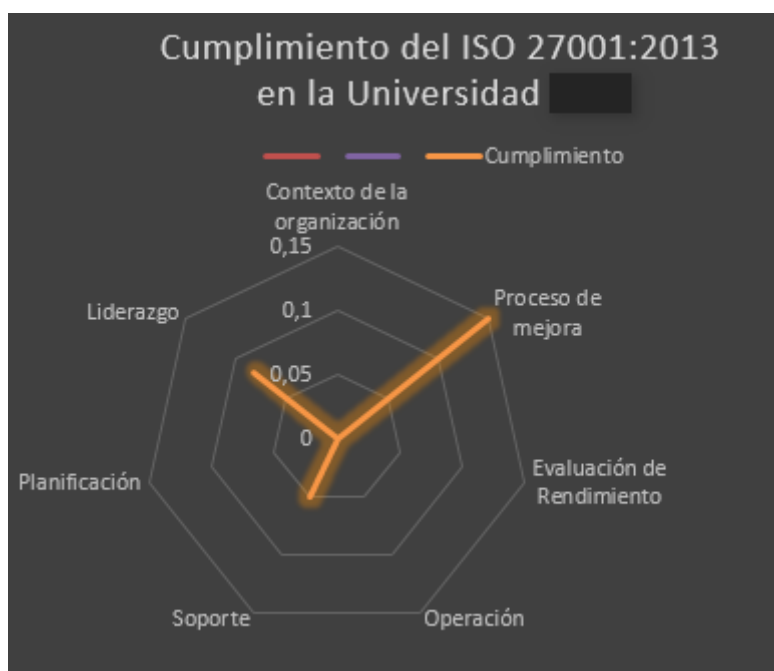 Cumplimiento del ISO 27001:2013
en la Universidad
Cumplimiento
Contexto de la
organización
0,15
0,1
0,05
0
Proceso de
mejora
Evaluación de
Rendimiento
Operación
Soporte
Planificación
Liderazgo